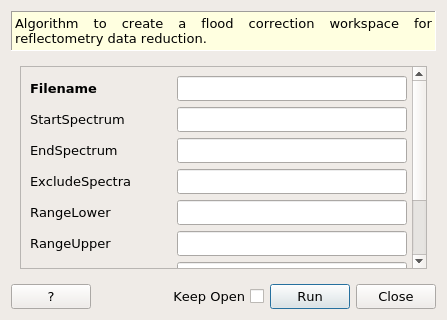 Algorithm to create a flood correction workspace for
reflectometry data reduction.
Filename
StartSpectrum
EndSpectrum
ExcludeSpectra
RangeLower
RangeUpper
? Keep Open Run Close